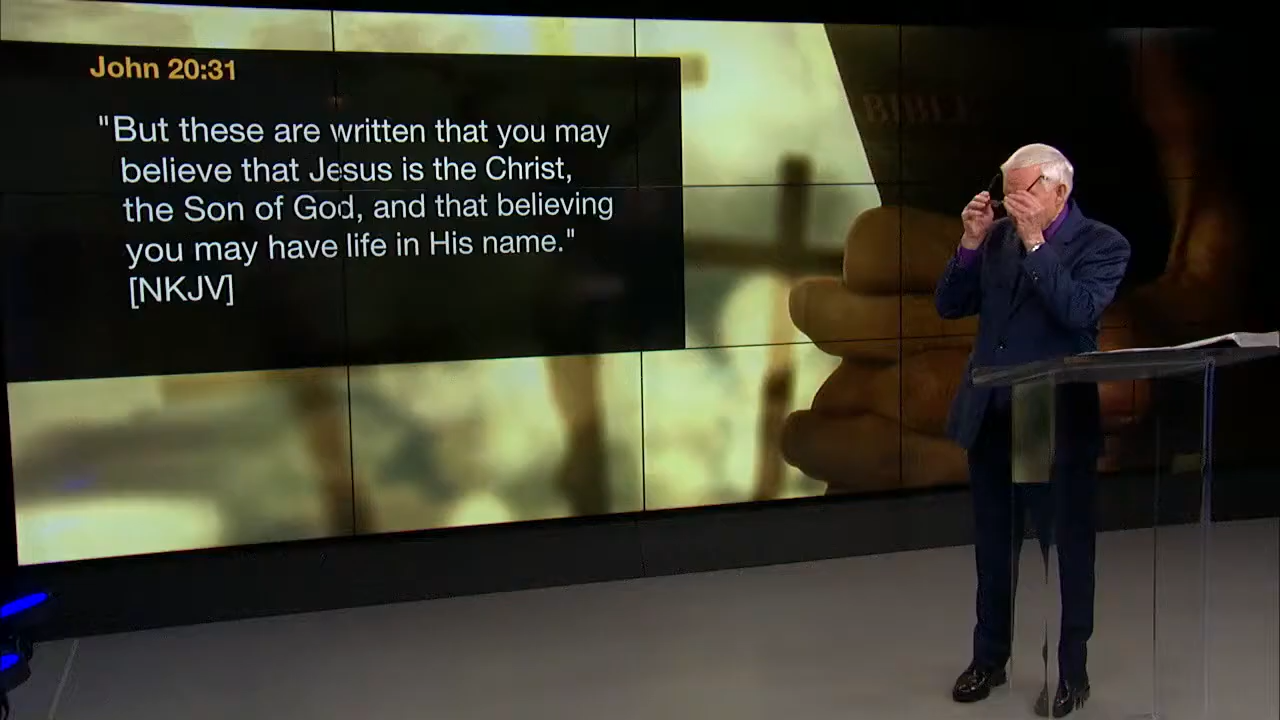 John 20:31
"But these are written that you may
believe that Jesus is the Christ,
the Son of God, and that believing
you may have life in His name."
[NKJV]
BIBLE